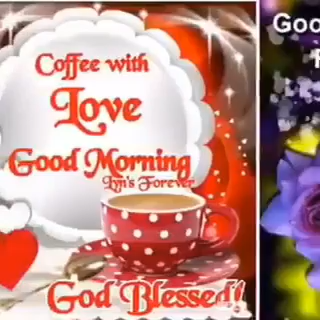 Coffee with
Love
Good Morning
Lyn's Forever
God Blessed!
Goo